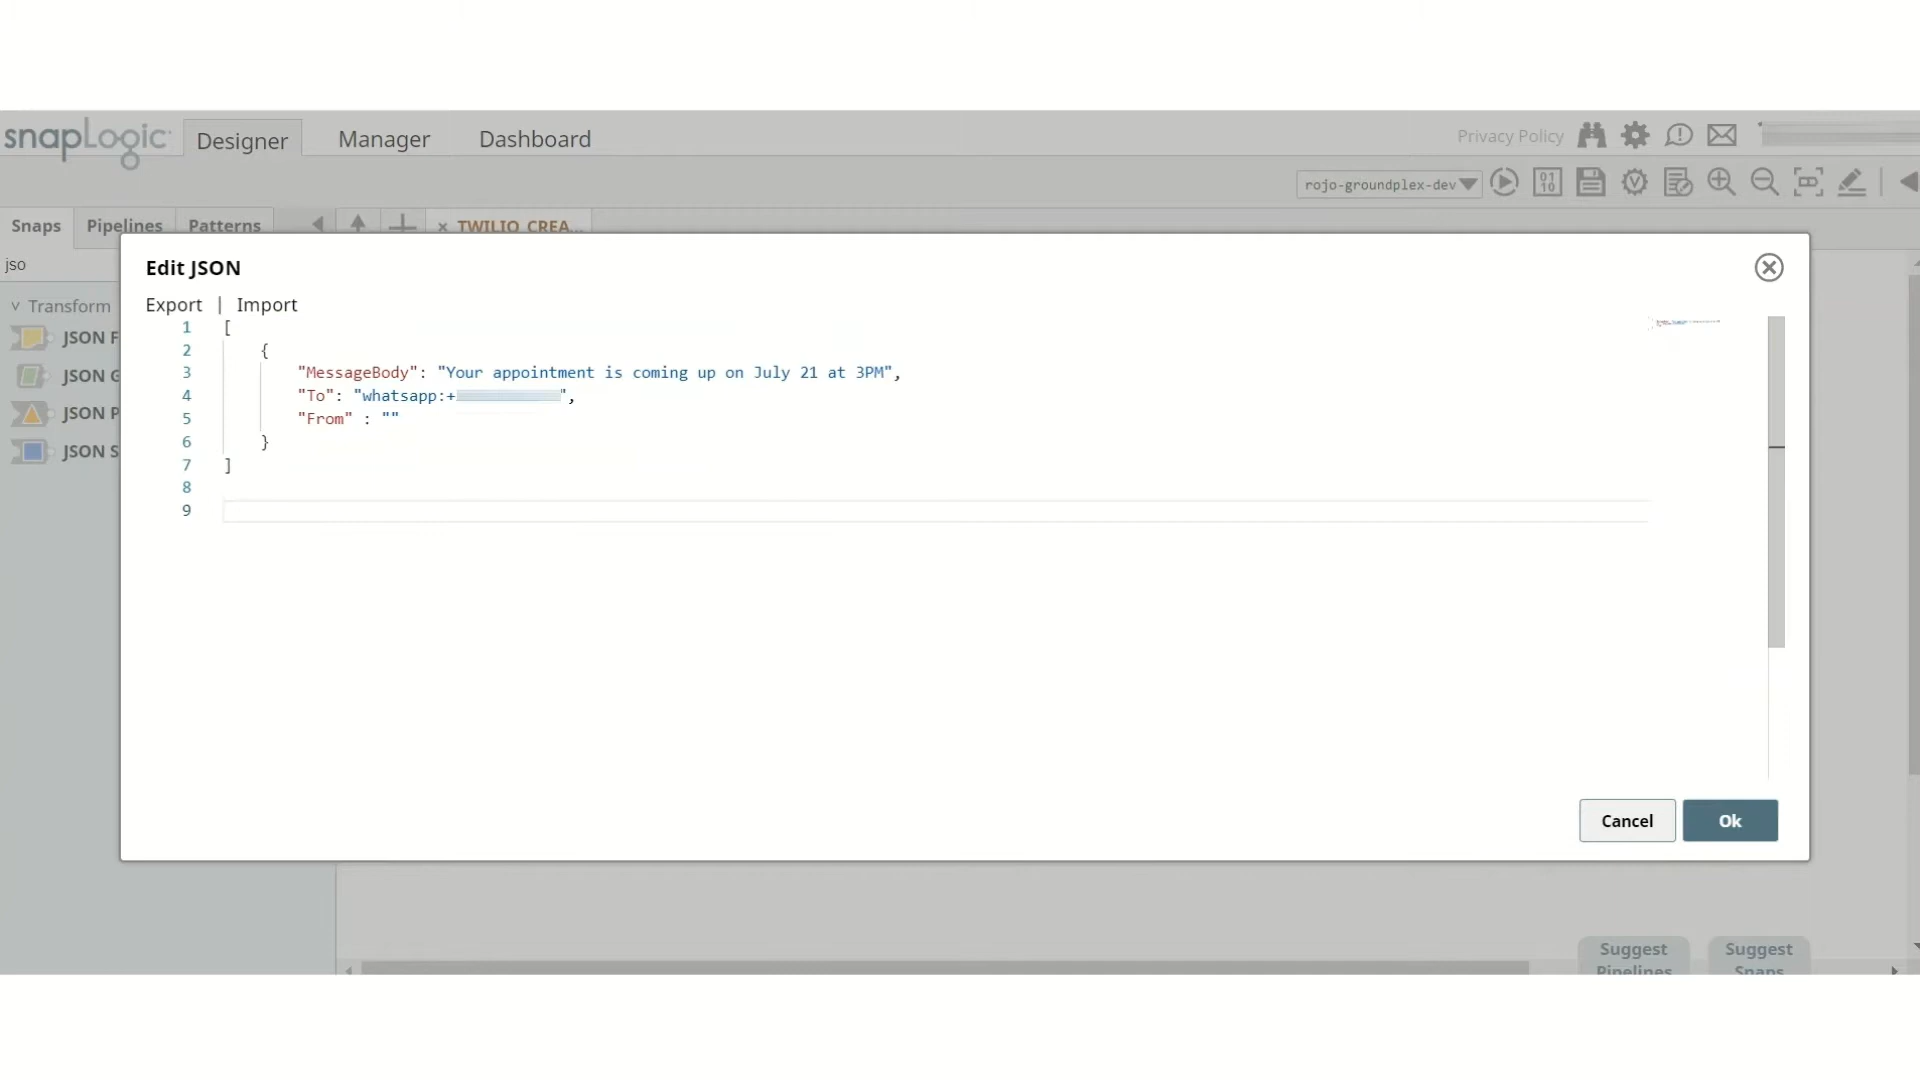 snapLogic
Designer
Manager
Dashboard
Privacy Policy
rojo-groundplex-dev
Snaps
Pipelines
Patterns
× TWILIO_CREA...
jso
Transform
JSON F
JSON G
JSON P
JSON S
Edit JSON
Export | Import
1 [
2 {
3 "MessageBody": "Your appointment is coming up on July 21 at 3PM",
4 "To": "whatsapp:+ ",
5 "From" : ""
6 }
7 ]
8
9
Cancel
Ok
Suggest Pipelines
Suggest Snaps